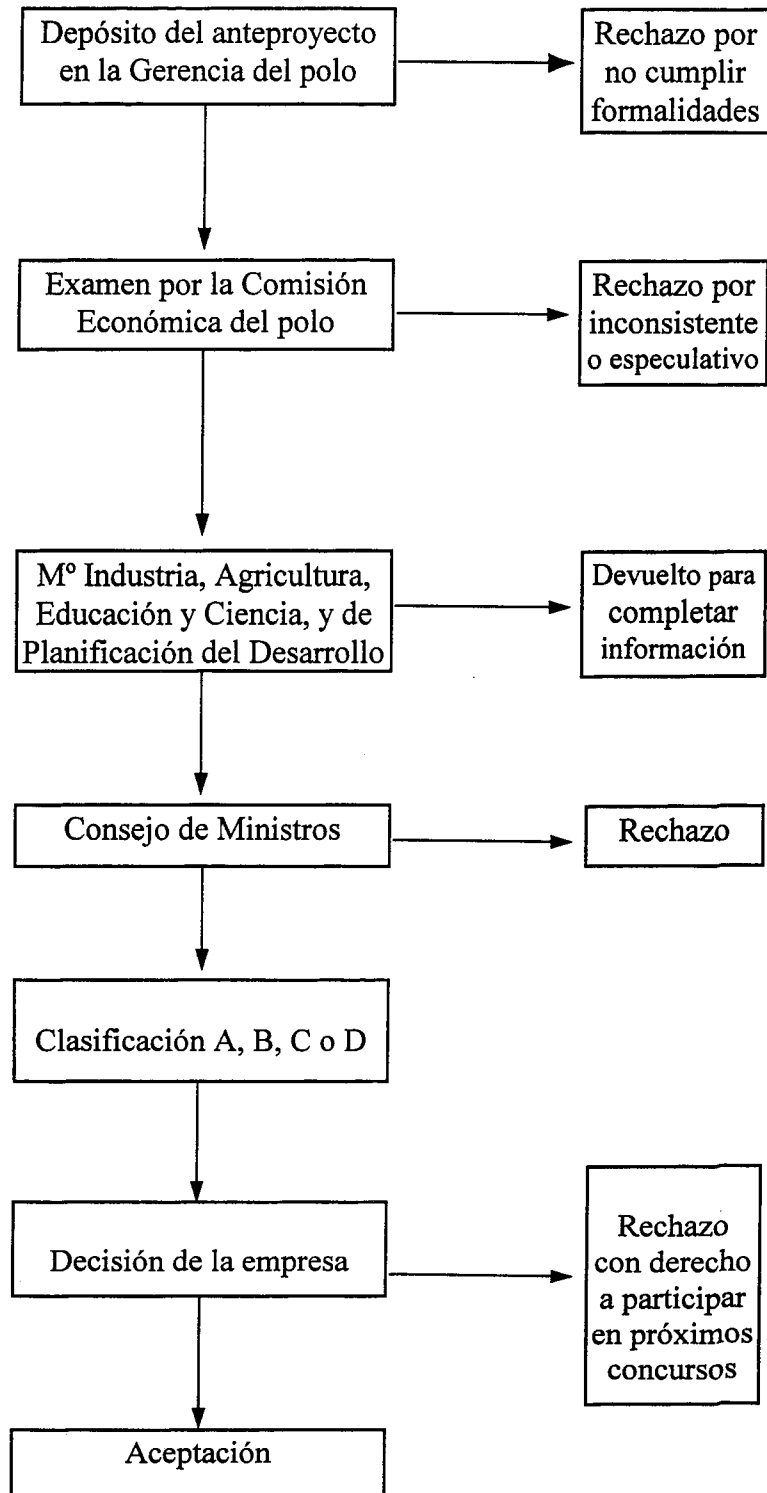 Depósito del anteproyecto
en la Gerencia del polo
Rechazo por
no cumplir
formalidades
Examen por la Comisión
Económica del polo
Rechazo por
inconsistente
o especulativo
Mº Industria, Agricultura,
Educación y Ciencia, y de
Planificación del Desarrollo
Devuelto para
completar
información
Consejo de Ministros
Rechazo
Clasificación A, B, C o D
Decisión de la empresa
Rechazo
con derecho
a participar
en próximos
concursos
Aceptación